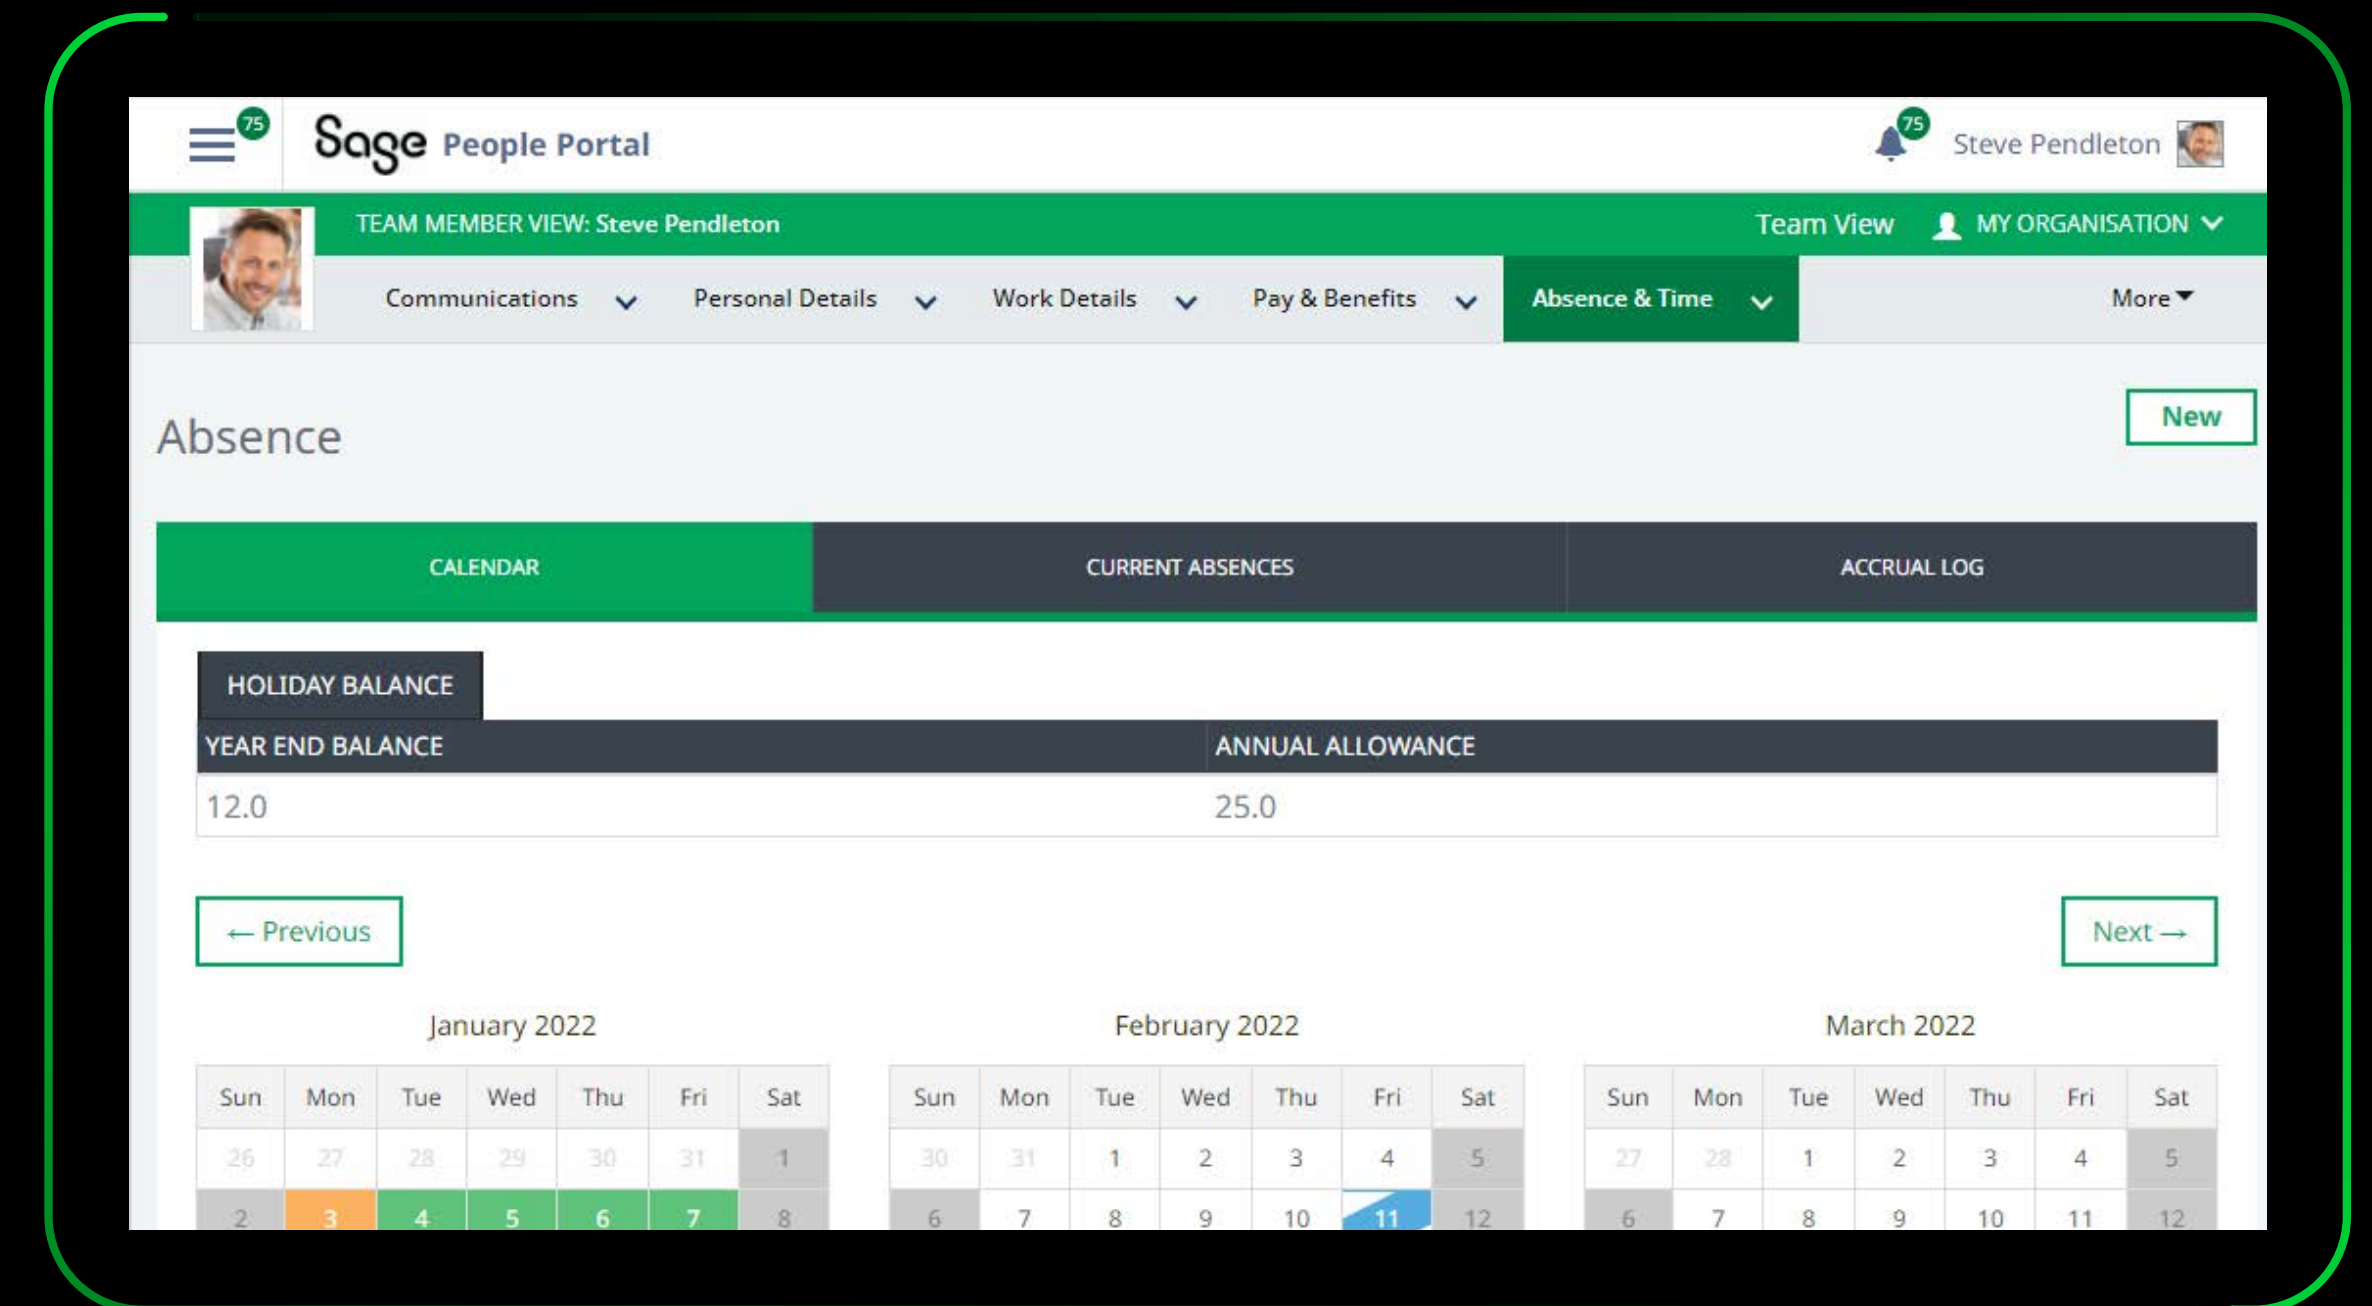 75
Sage People Portal
75
Steve Pendleton
TEAM MEMBER VIEW: Steve Pendleton
Team View
MY ORGANISATION
Communications
Personal Details
Work Details
Pay & Benefits
Absence & Time
More
Absence
New
CALENDAR
CURRENT ABSENCES
ACCRUAL LOG
HOLIDAY BALANCE
YEAR END BALANCE ANNUAL ALLOWANCE
12.0 25.0
← Previous
Next →
January 2022
Sun Mon Tue Wed Thu Fri Sat
26 27 28 29 30 31 1
2 3 4 5 6 7 8
February 2022
Sun Mon Tue Wed Thu Fri Sat
30 31 1 2 3 4 5
6 7 8 9 10 11 12
March 2022
Sun Mon Tue Wed Thu Fri Sat
27 28 1 2 3 4 5
6 7 8 9 10 11 12